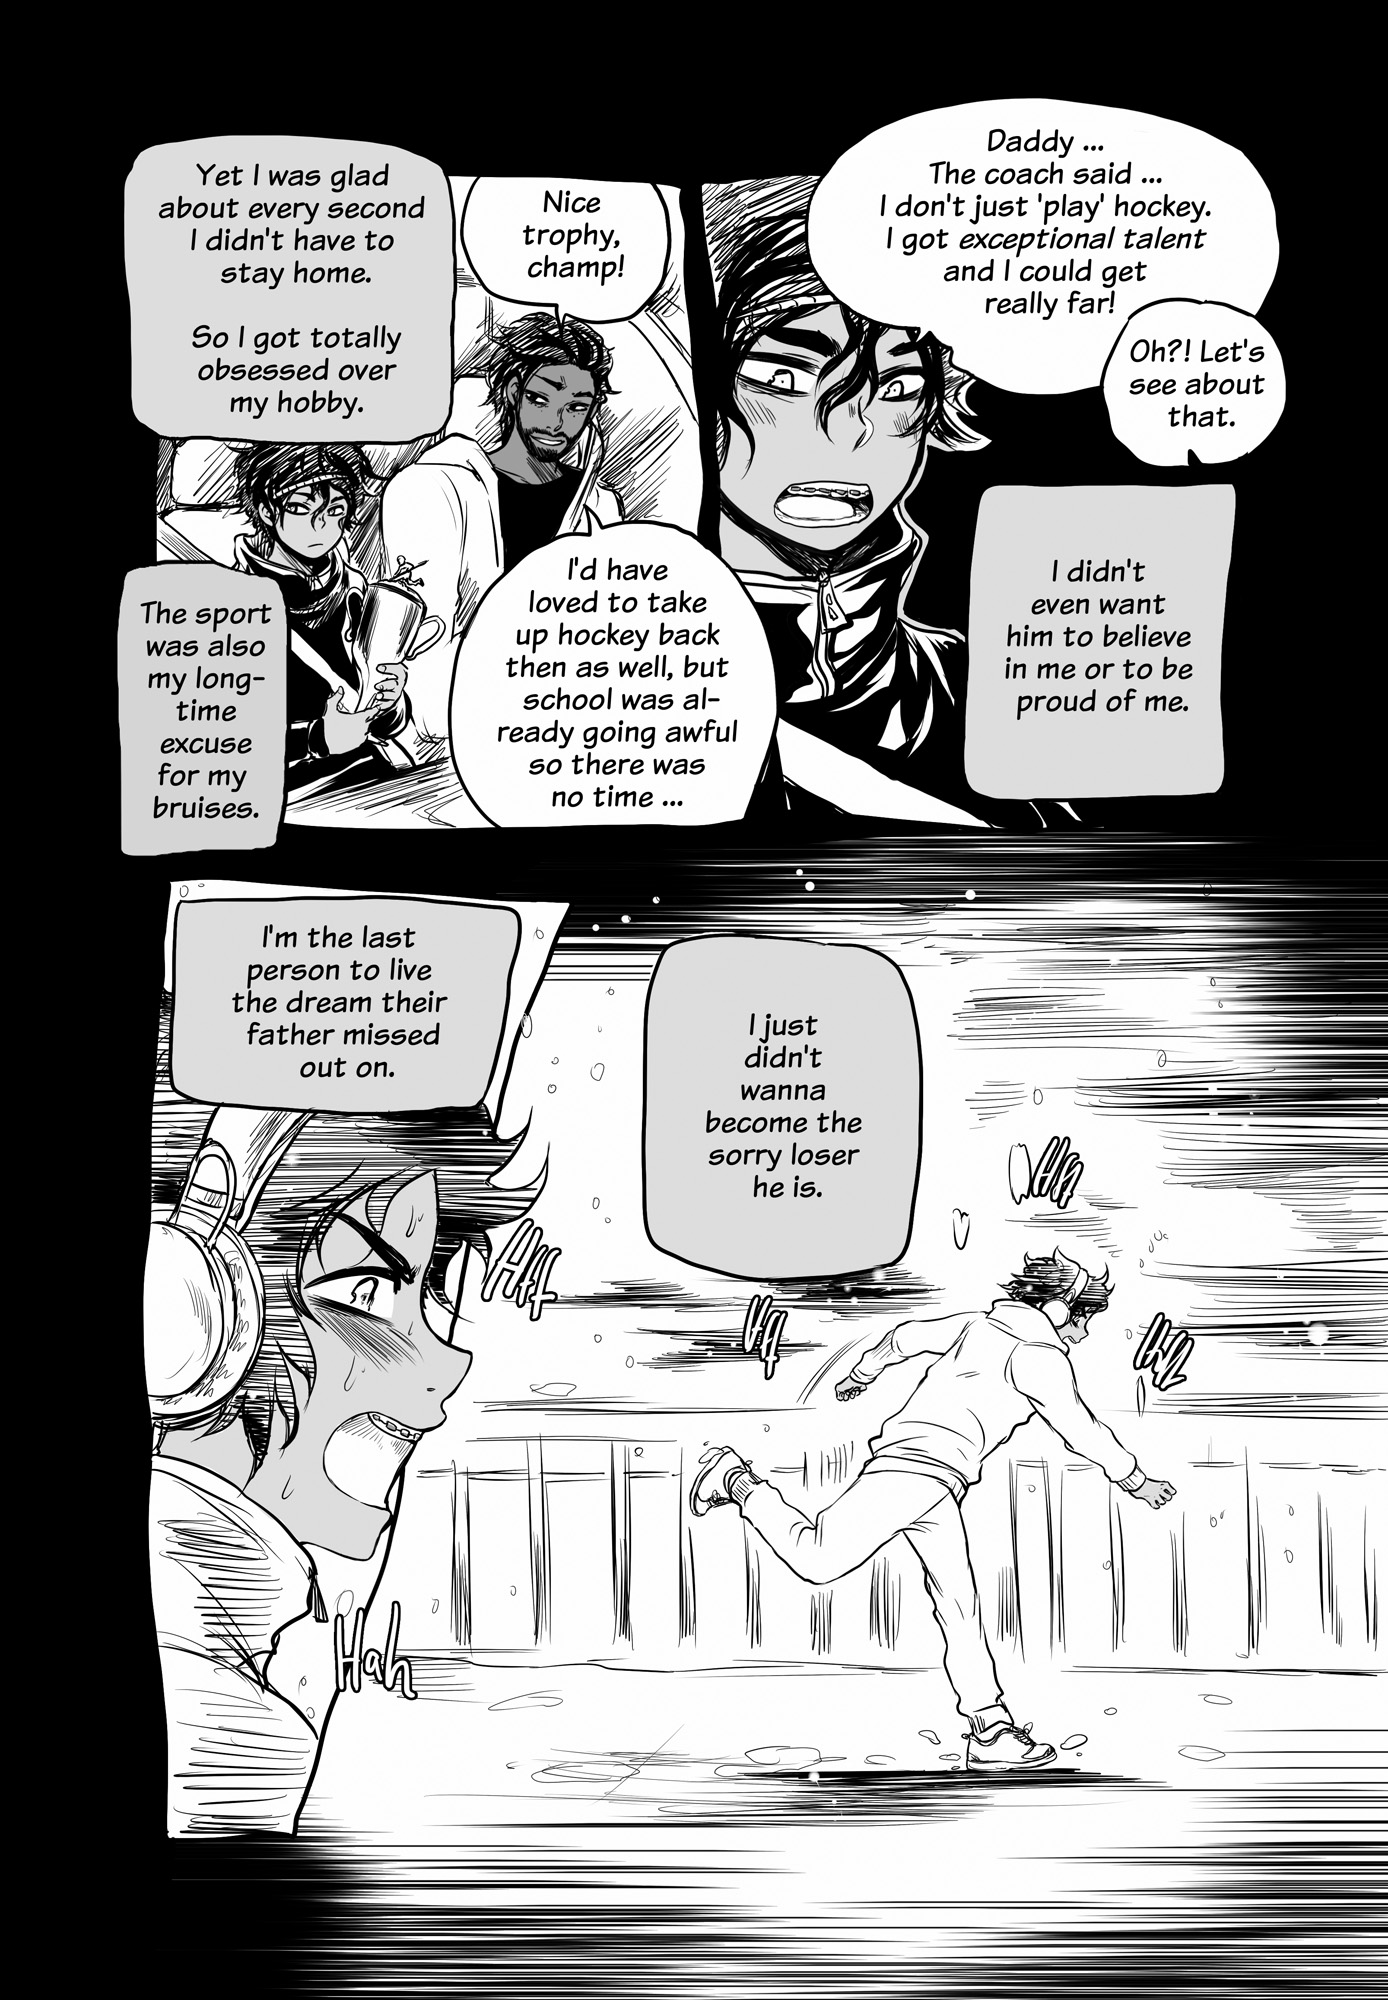 Yet I was glad
about every second
I didn't have to
stay home.
So I got totally
obsessed over
my hobby.
Nice
trophy,
champ!
I'd have
loved to take
up hockey back
then as well, but
school was al-
ready going awful
so there was
no time ...
The sport
was also
my long-
time
excuse
for my
bruises.
Daddy ...
The coach said ...
I don't just 'play' hockey.
I got exceptional talent
and I could get
really far!
Oh?! Let's
see about
that.
I didn't
even want
him to believe
in me or to be
proud of me.
I'm the last
person to live
the dream their
father missed
out on.
I just
didn't
wanna
become the
sorry loser
he is.
Hah